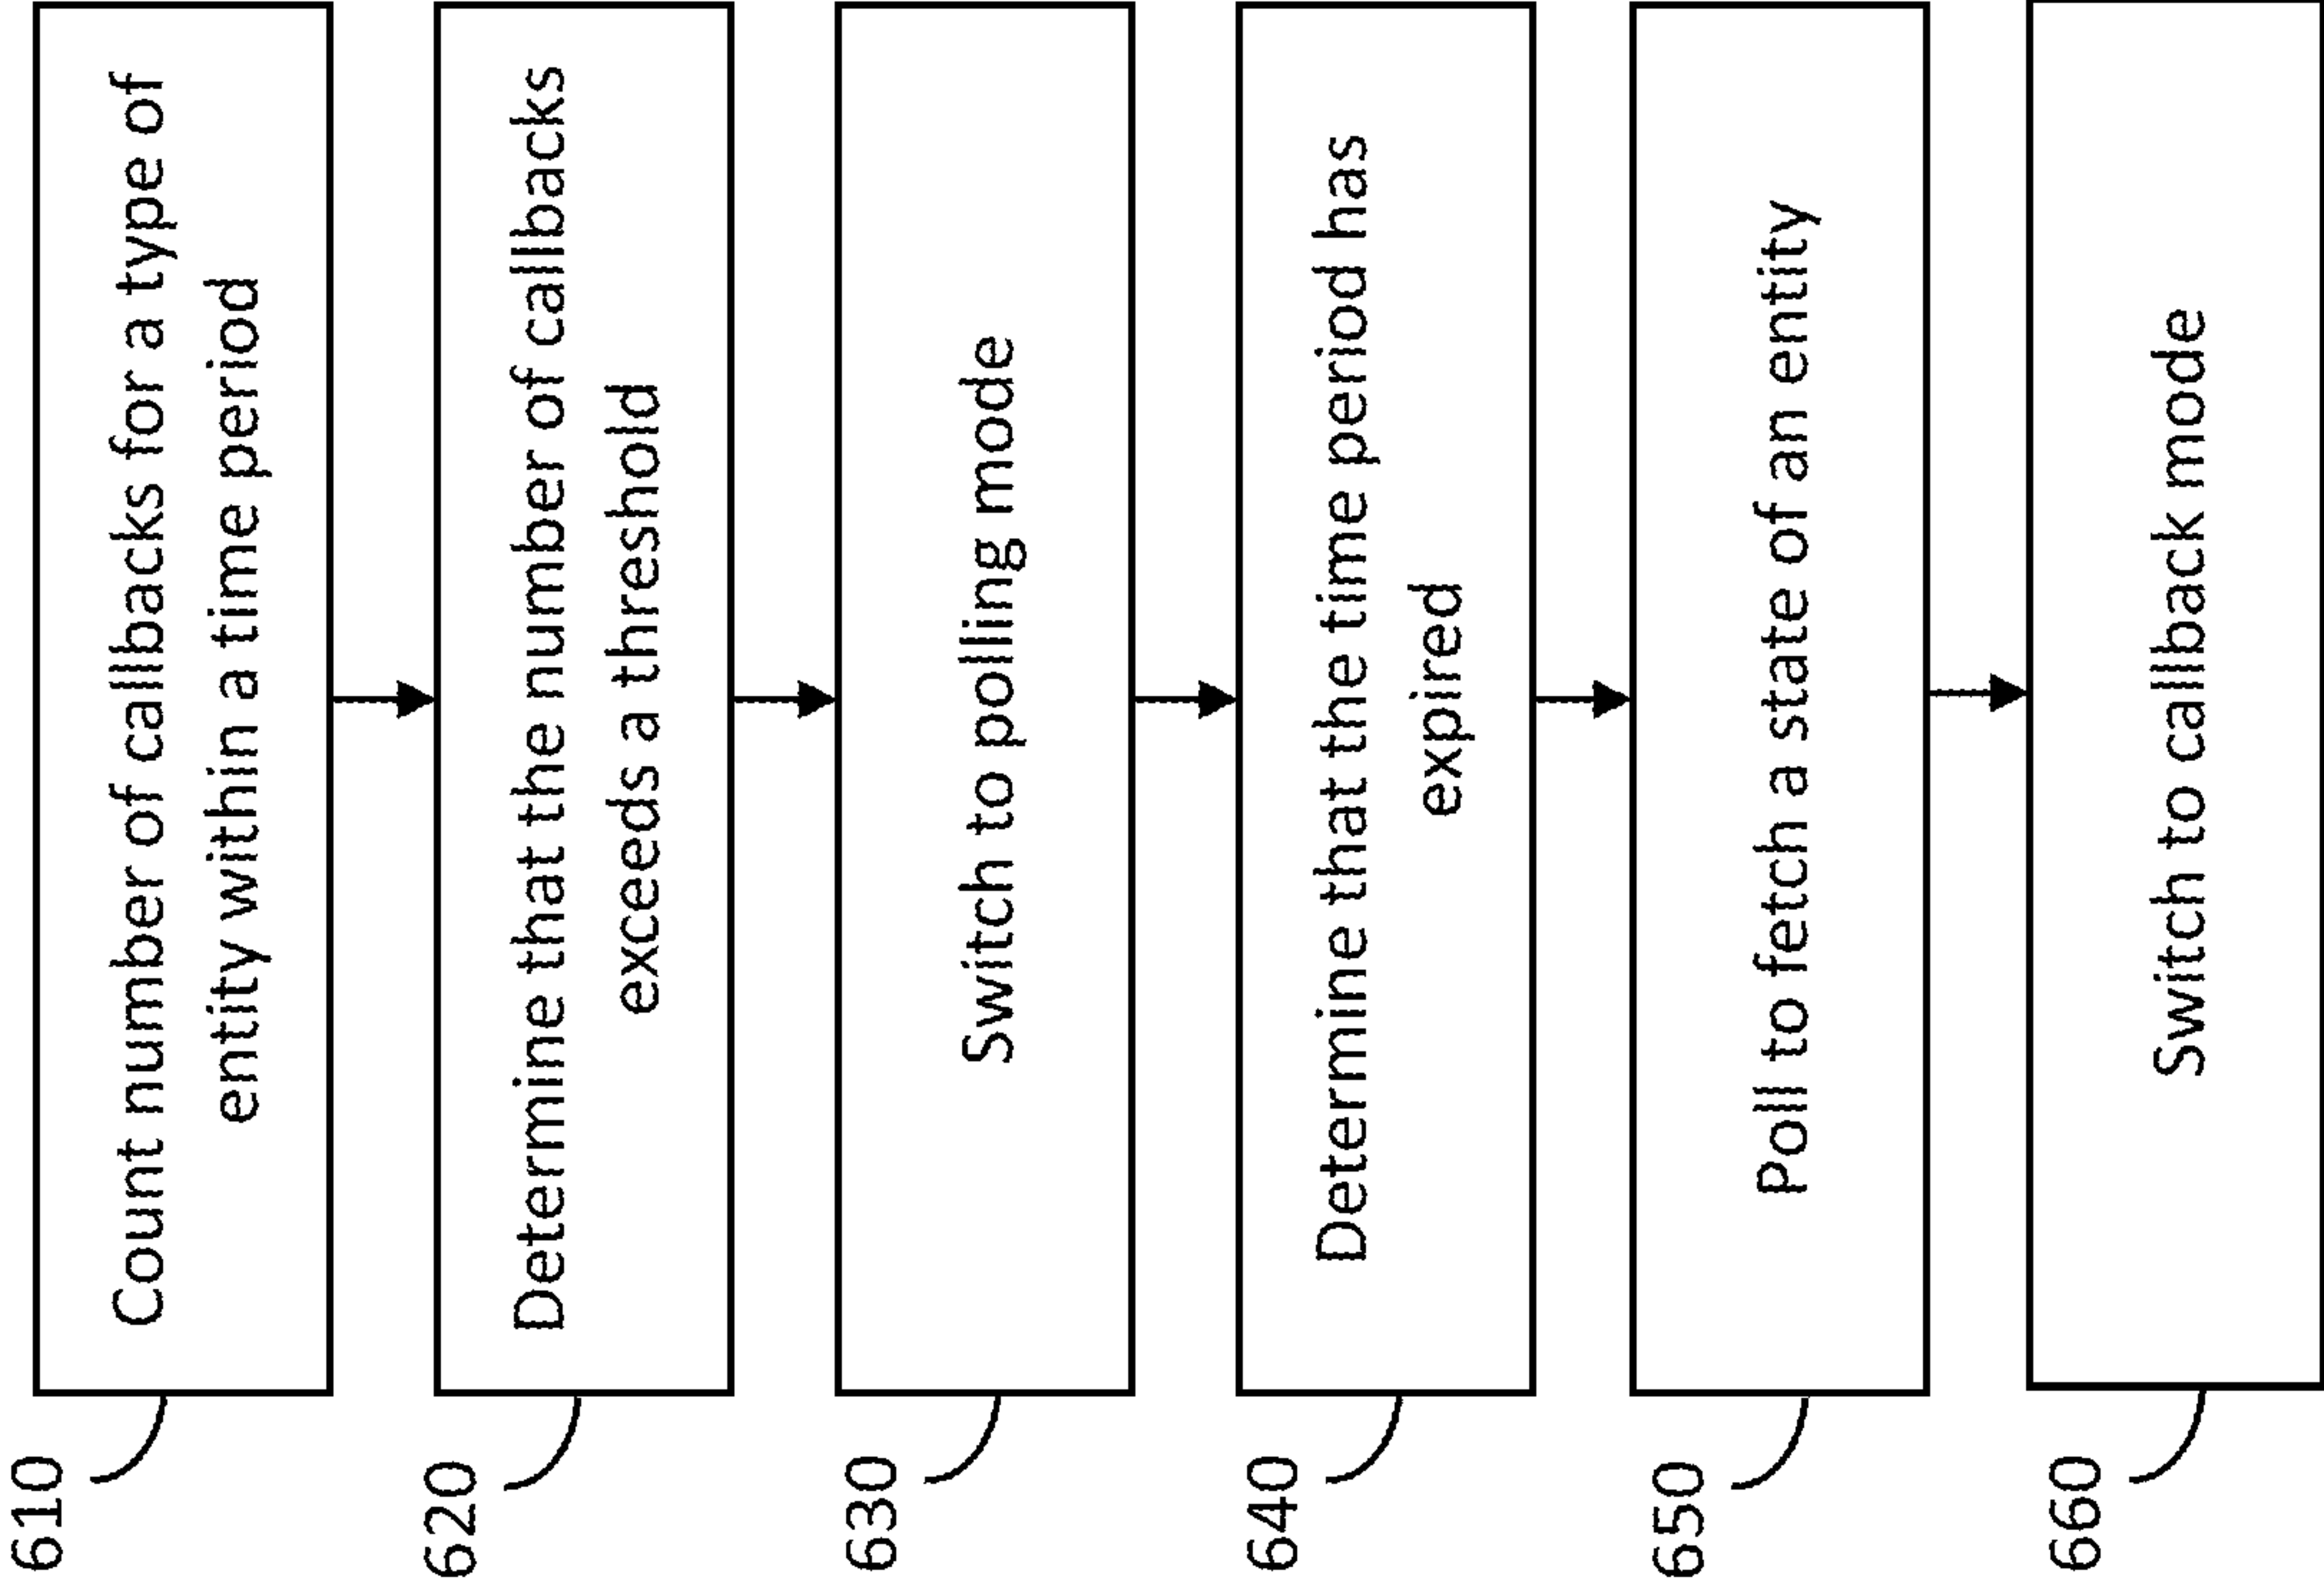 610
Count number of callbacks for a type of
entity within a time period
620
Determine that the number of callbacks
exceeds a threshold
630
Switch to polling mode
640
Determine that the time period has
expired
650
Poll to fetch a state of an entity
660
Switch to callback mode